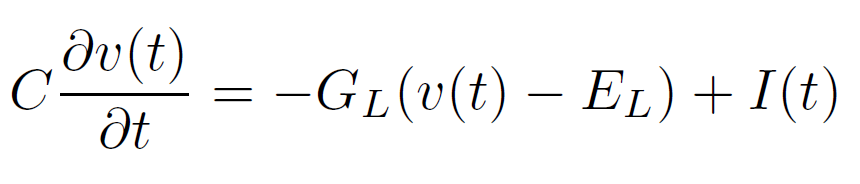 C ∂v(t)/∂t = −G_L(v(t) − E_L) + I(t)